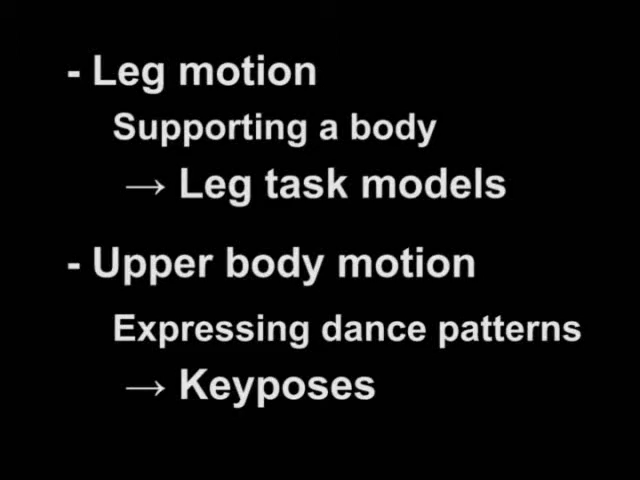 - Leg motion
Supporting a body
→ Leg task models
- Upper body motion
Expressing dance patterns
→ Keyposes